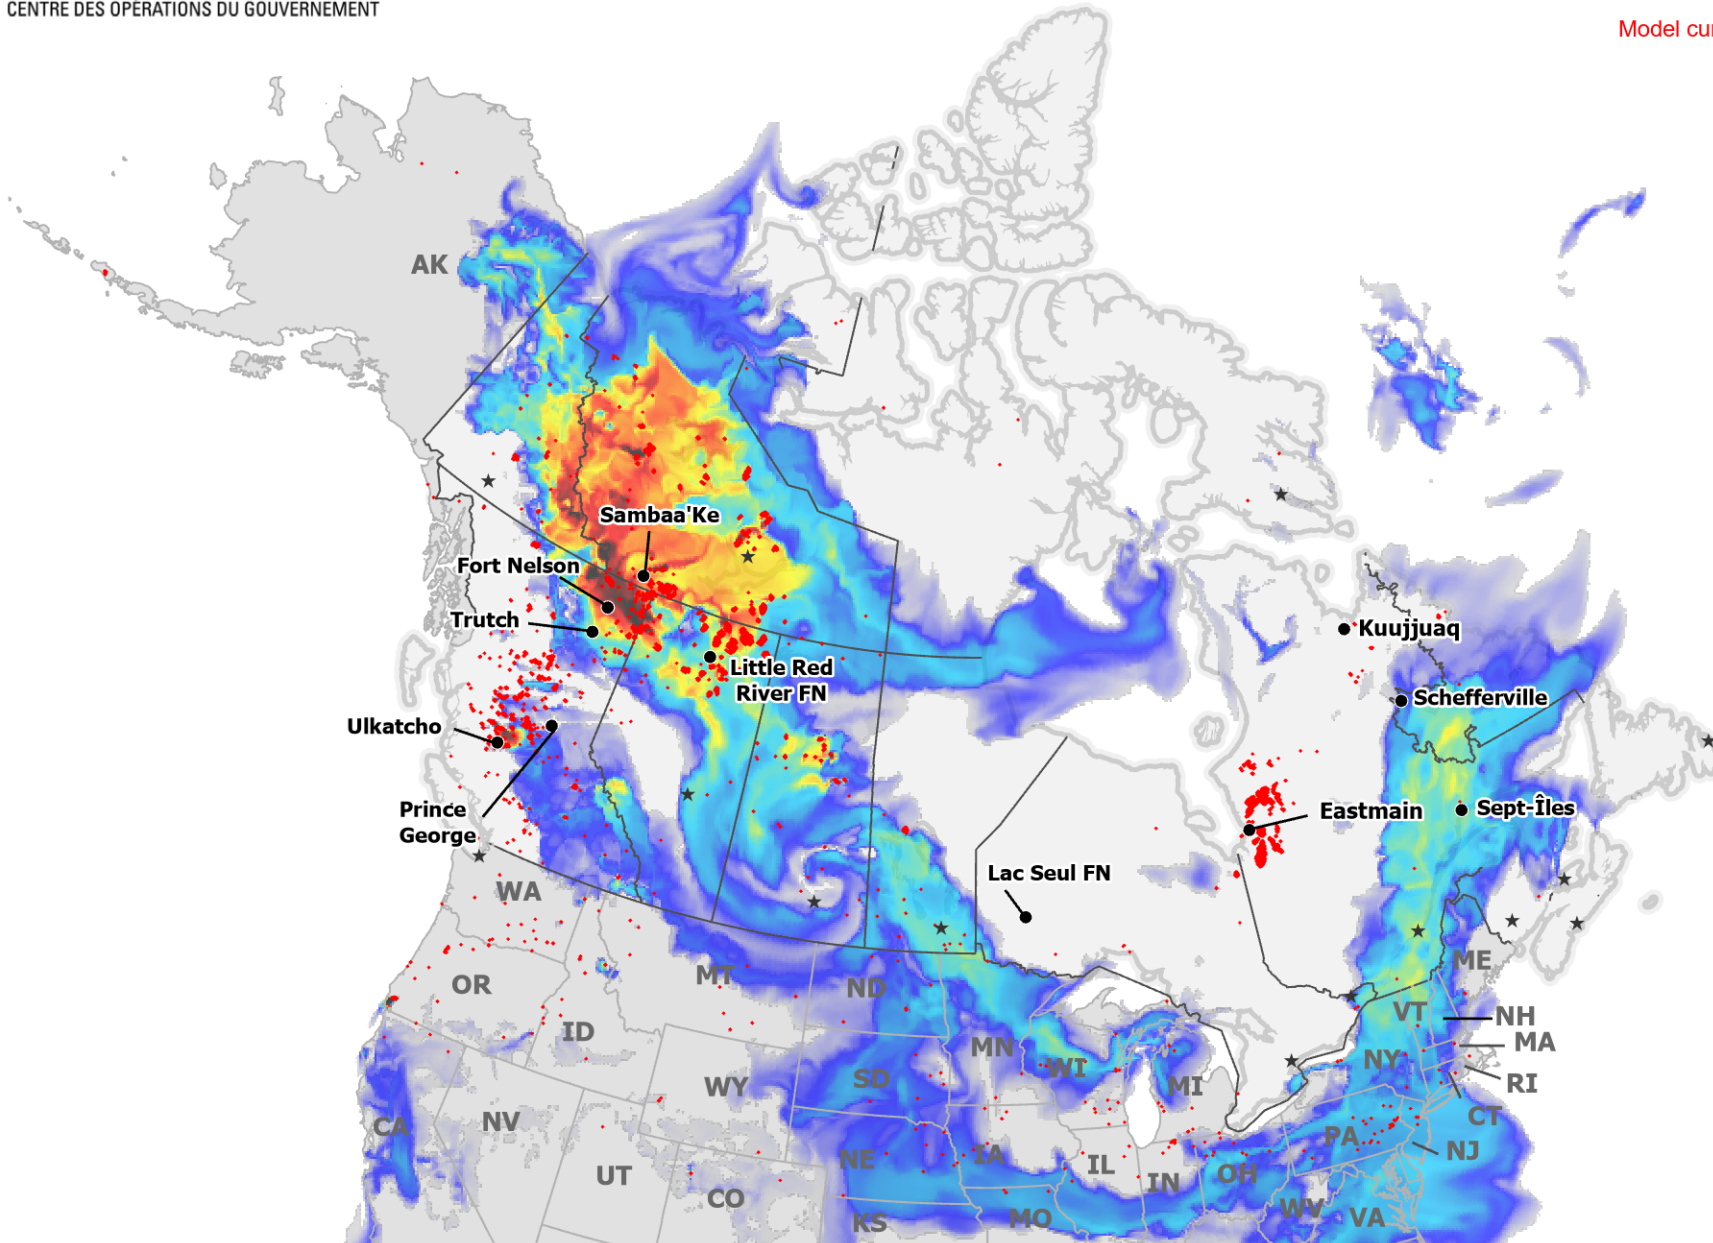 CENTRE DES OPÉRATIONS DU GOUVERNEMENT
Model cur
AK
Sambaa'Ke
Fort Nelson
Trutch
Little Red
River FN
Kuujjuaq
Schefferville
Ulkatcho
Prince
George
Eastmain
Sept-Îles
Lac Seul FN
WA
OR
MT
ND
ME
VT
NH
MA
ID
MN
WI
NY
RI
WY
SD
MI
CT
CA
NV
PA
NJ
NE
IA
IL
IN
OH
UT
CO
KS
MO
WV
VA